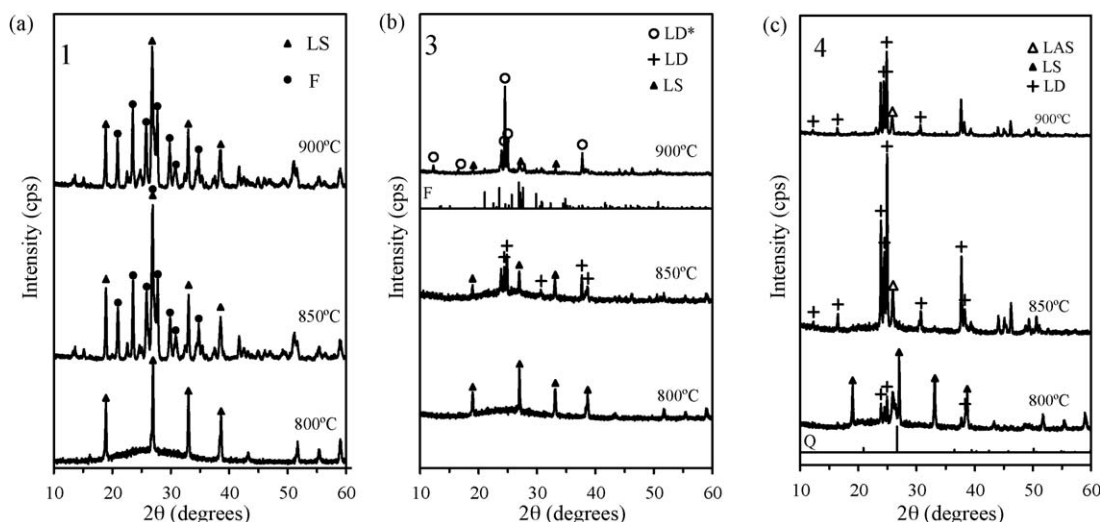 (a)
1
LS
F
900ºC
850ºC
800ºC
Intensity (cps)
10 20 30 40 50 60
2θ (degrees)
(b)
3
LD*
LD
LS
900ºC
F
850ºC
800ºC
Intensity (cps)
10 20 30 40 50 60
2θ (degrees)
(c)
4
LAS
LS
LD
900ºC
850ºC
800ºC
Q
Intensity (cps)
10 20 30 40 50 60
2θ (degrees)